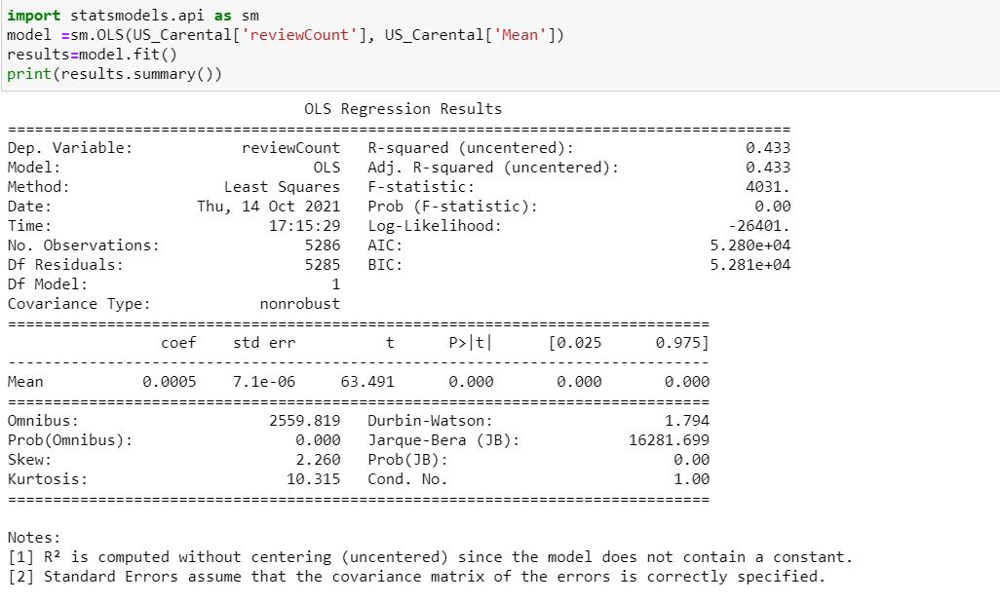 import statsmodels.api as sm
model =sm.OLS(US_Carental['reviewCount'], US_Carental['Mean'])
results=model.fit()
print(results.summary())
OLS Regression Results
==============================================================================
Dep. Variable: reviewCount R-squared (uncentered): 0.433
Model: OLS Adj. R-squared (uncentered): 0.433
Method: Least Squares F-statistic: 4031.
Date: Thu, 14 Oct 2021 Prob (F-statistic): 0.00
Time: 17:15:29 Log-Likelihood: -26401.
No. Observations: 5286 AIC: 5.280e+04
Df Residuals: 5285 BIC: 5.281e+04
Df Model: 1
Covariance Type: nonrobust
==============================================================================
coef std err t P>|t| [0.025 0.975]
------------------------------------------------------------------------------
Mean 0.0005 7.1e-06 63.491 0.000 0.000 0.000
==============================================================================
Omnibus: 2559.819 Durbin-Watson: 1.794
Prob(Omnibus): 0.000 Jarque-Bera (JB): 16281.699
Skew: 2.260 Prob(JB): 0.00
Kurtosis: 10.315 Cond. No. 1.00
==============================================================================
Notes:
[1] R² is computed without centering (uncentered) since the model does not contain a constant.
[2] Standard Errors assume that the covariance matrix of the errors is correctly specified.